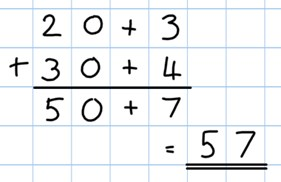 20 + 3
+ 30 + 4
50 + 7
= 57